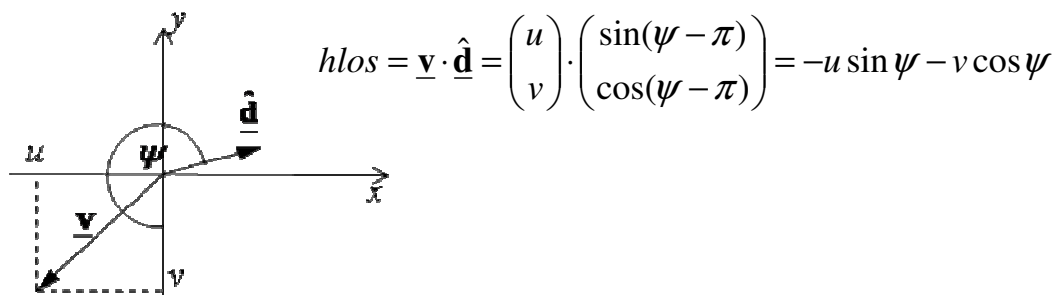 y
hlos = v · d̂ = (u v) · (sin(ψ − π) cos(ψ − π)) = −u sin ψ − v cos ψ
d̂
u ψ
x
v
v